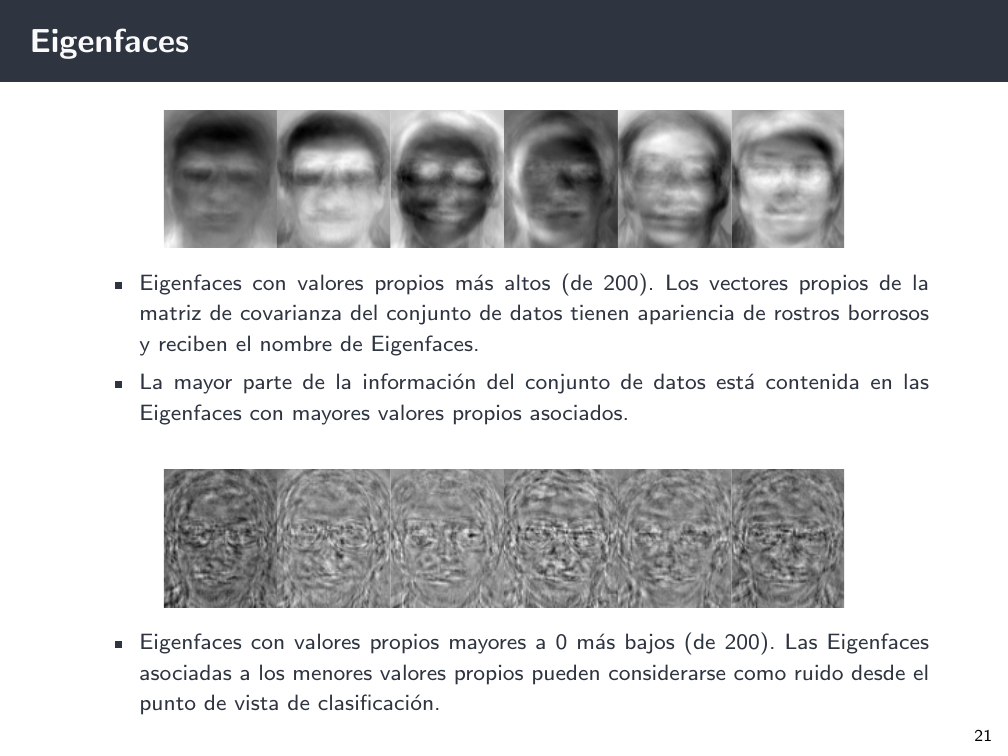 Eigenfaces
Eigenfaces con valores propios más altos (de 200). Los vectores propios de la
matriz de covarianza del conjunto de datos tienen apariencia de rostros borrosos
y reciben el nombre de Eigenfaces.
La mayor parte de la información del conjunto de datos está contenida en las
Eigenfaces con mayores valores propios asociados.
Eigenfaces con valores propios mayores a 0 más bajos (de 200). Las Eigenfaces
asociadas a los menores valores propios pueden considerarse como ruido desde el
punto de vista de clasificación.
21